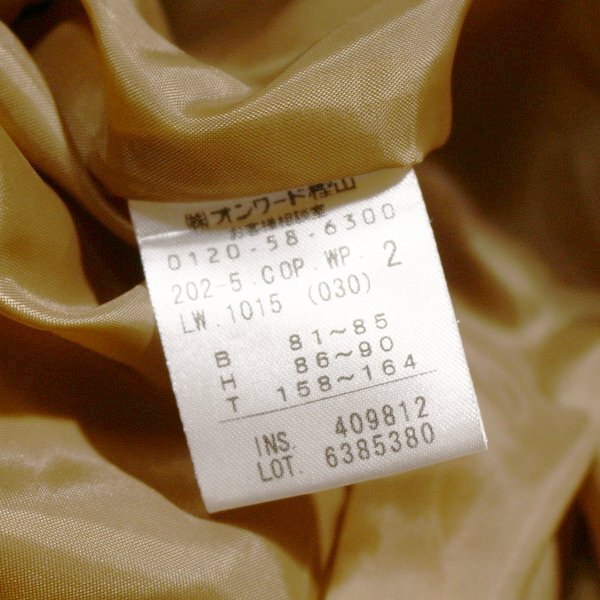 ㈱オンワード樫山
お客様相談室
0120-58-6300
202-5.COP.WP. 2
LW.1015 (030)
B 81〜85
H 86〜90
T 158〜164
INS. 409812
LOT. 6385380